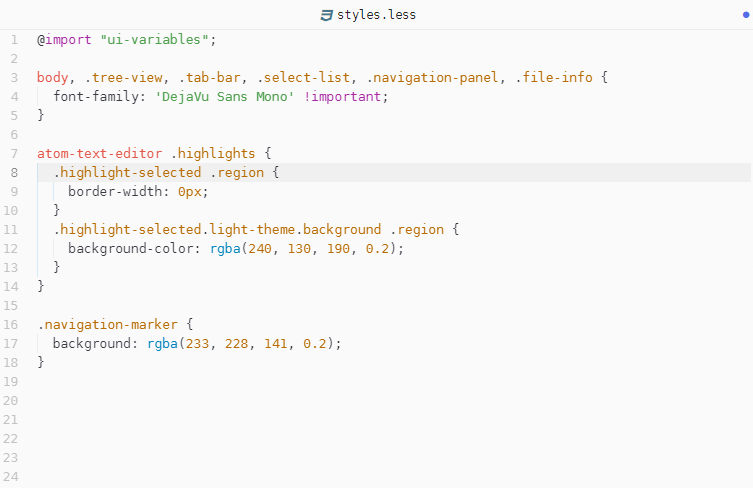 styles.less
1 @import "ui-variables";
2
3 body, .tree-view, .tab-bar, .select-list, .navigation-panel, .file-info {
4   font-family: 'DejaVu Sans Mono' !important;
5 }
6
7 atom-text-editor .highlights {
8   .highlight-selected .region {
9     border-width: 0px;
10   }
11   .highlight-selected.light-theme.background .region {
12     background-color: rgba(240, 130, 190, 0.2);
13   }
14 }
15
16 .navigation-marker {
17   background: rgba(233, 228, 141, 0.2);
18 }
19
20
21
22
23
24